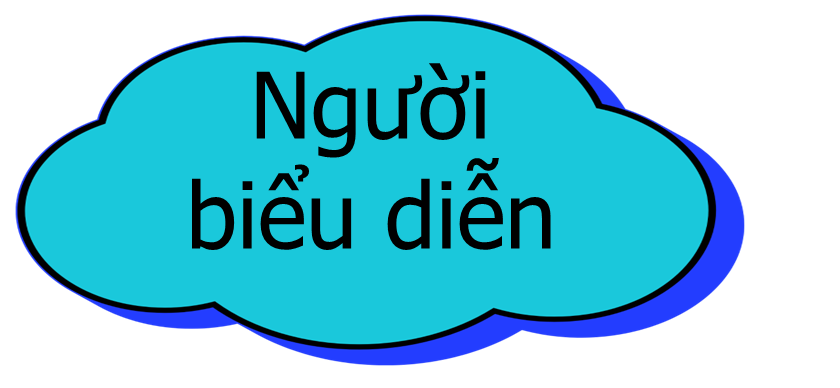 Người
biểu diễn